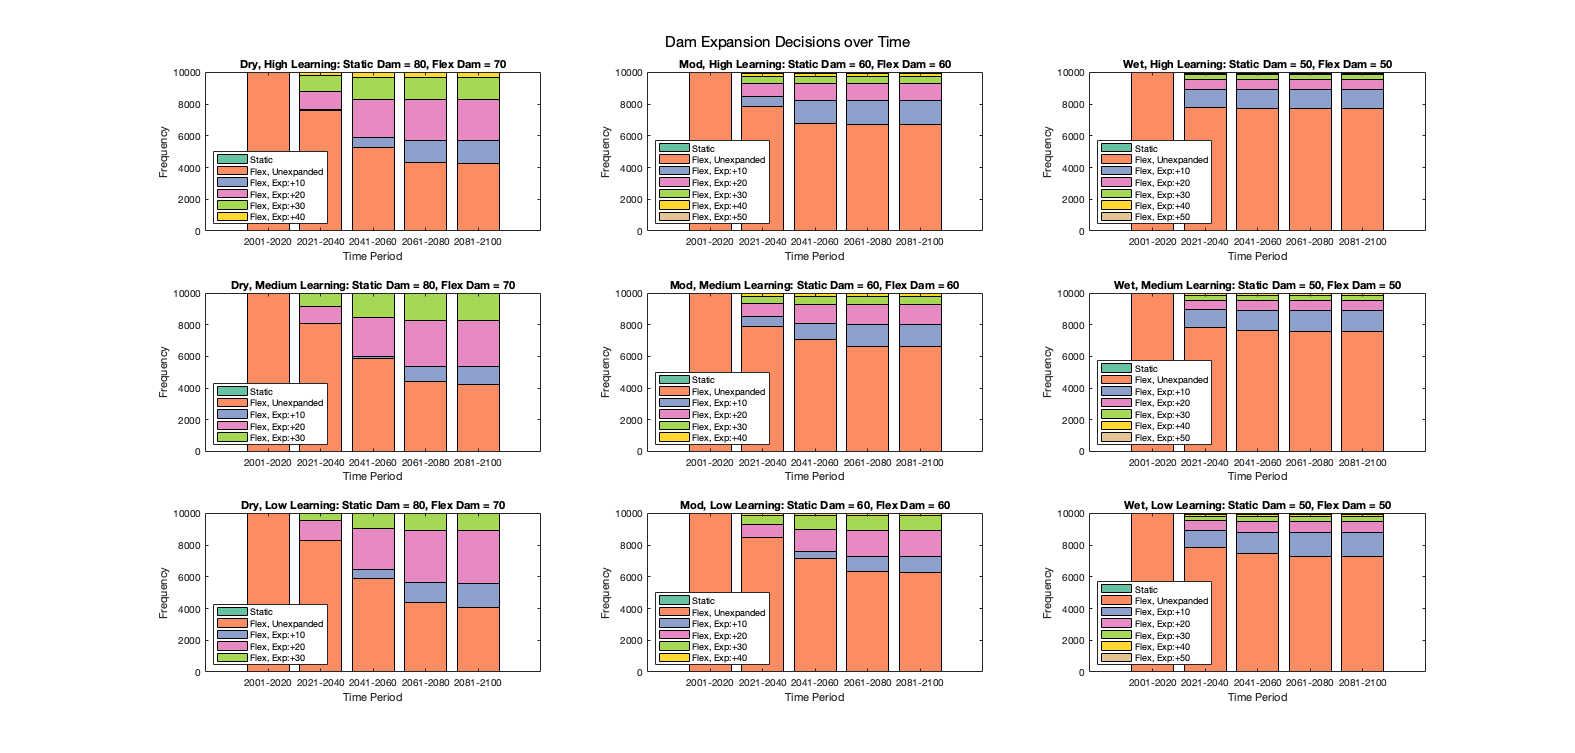 Dam Expansion Decisions over Time
Dry, High Learning: Static Dam = 80, Flex Dam = 70
10000
8000
6000
4000
2000
0
Frequency
Static
Flex, Unexpanded
Flex, Exp:+10
Flex, Exp:+20
Flex, Exp:+30
Flex, Exp:+40
2001-2020 2021-2040 2041-2060 2061-2080 2081-2100
Time Period
Mod, High Learning: Static Dam = 60, Flex Dam = 60
10000
8000
6000
4000
2000
0
Frequency
Static
Flex, Unexpanded
Flex, Exp:+10
Flex, Exp:+20
Flex, Exp:+30
Flex, Exp:+40
Flex, Exp:+50
2001-2020 2021-2040 2041-2060 2061-2080 2081-2100
Time Period
Wet, High Learning: Static Dam = 50, Flex Dam = 50
10000
8000
6000
4000
2000
0
Frequency
Static
Flex, Unexpanded
Flex, Exp:+10
Flex, Exp:+20
Flex, Exp:+30
Flex, Exp:+40
Flex, Exp:+50
2001-2020 2021-2040 2041-2060 2061-2080 2081-2100
Time Period
Dry, Medium Learning: Static Dam = 80, Flex Dam = 70
10000
8000
6000
4000
2000
0
Frequency
Static
Flex, Unexpanded
Flex, Exp:+10
Flex, Exp:+20
Flex, Exp:+30
2001-2020 2021-2040 2041-2060 2061-2080 2081-2100
Time Period
Mod, Medium Learning: Static Dam = 60, Flex Dam = 60
10000
8000
6000
4000
2000
0
Frequency
Static
Flex, Unexpanded
Flex, Exp:+10
Flex, Exp:+20
Flex, Exp:+30
Flex, Exp:+40
2001-2020 2021-2040 2041-2060 2061-2080 2081-2100
Time Period
Wet, Medium Learning: Static Dam = 50, Flex Dam = 50
10000
8000
6000
4000
2000
0
Frequency
Static
Flex, Unexpanded
Flex, Exp:+10
Flex, Exp:+20
Flex, Exp:+30
Flex, Exp:+40
Flex, Exp:+50
2001-2020 2021-2040 2041-2060 2061-2080 2081-2100
Time Period
Dry, Low Learning: Static Dam = 80, Flex Dam = 70
10000
8000
6000
4000
2000
0
Frequency
Static
Flex, Unexpanded
Flex, Exp:+10
Flex, Exp:+20
Flex, Exp:+30
2001-2020 2021-2040 2041-2060 2061-2080 2081-2100
Time Period
Mod, Low Learning: Static Dam = 60, Flex Dam = 60
10000
8000
6000
4000
2000
0
Frequency
Static
Flex, Unexpanded
Flex, Exp:+10
Flex, Exp:+20
Flex, Exp:+30
Flex, Exp:+40
2001-2020 2021-2040 2041-2060 2061-2080 2081-2100
Time Period
Wet, Low Learning: Static Dam = 50, Flex Dam = 50
10000
8000
6000
4000
2000
0
Frequency
Static
Flex, Unexpanded
Flex, Exp:+10
Flex, Exp:+20
Flex, Exp:+30
Flex, Exp:+40
Flex, Exp:+50
2001-2020 2021-2040 2041-2060 2061-2080 2081-2100
Time Period